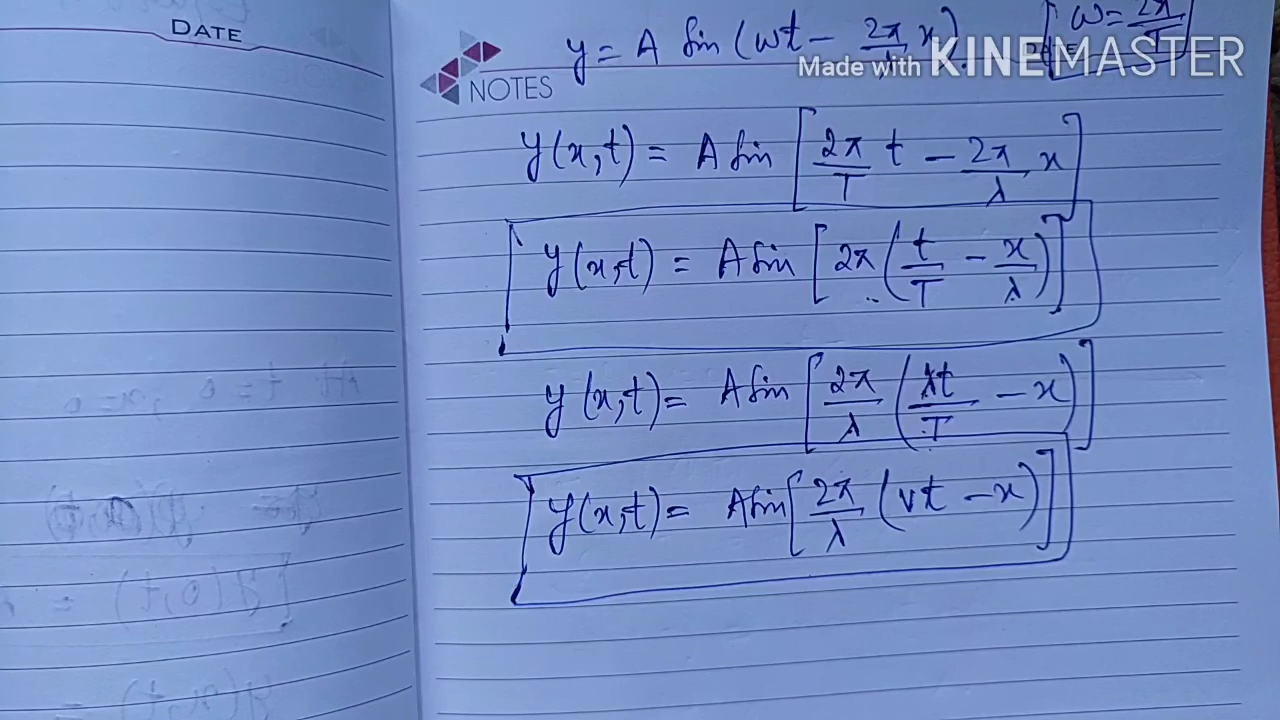 DATE
y = A sin (ωt − 2π/λ x) [ω = 2π/T]
Made with KINEMASTER
NOTES
y(x,t) = A sin [2π/T t − 2π/λ x]
y(x,t) = A sin [2π (t/T − x/λ)]
y(x,t) = A sin [2π/λ (λt/T − x)]
y(x,t) = A sin [2π/λ (vt − x)]